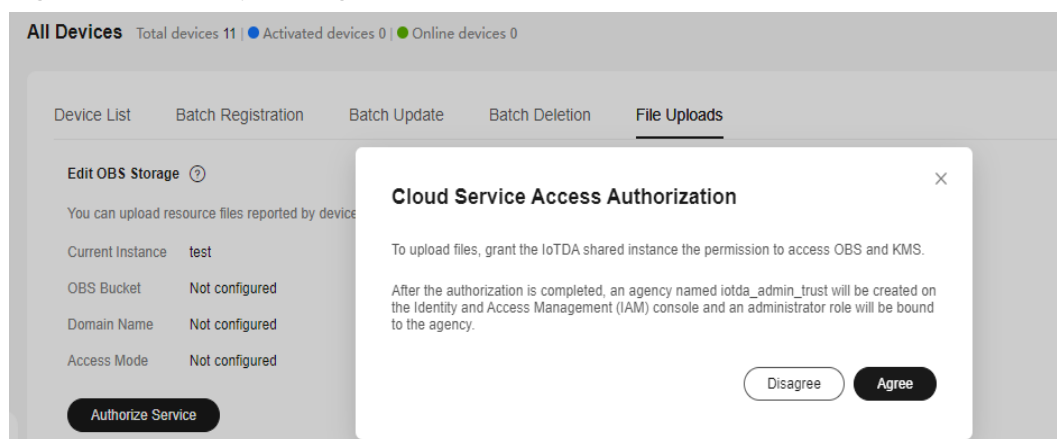 All Devices Total devices 11 | Activated devices 0 | Online devices 0
Device List Batch Registration Batch Update Batch Deletion File Uploads
Edit OBS Storage ?
You can upload resource files reported by device
Current Instance test
OBS Bucket Not configured
Domain Name Not configured
Access Mode Not configured
Authorize Service
Cloud Service Access Authorization
To upload files, grant the IoTDA shared instance the permission to access OBS and KMS.
After the authorization is completed, an agency named iotda_admin_trust will be created on
the Identity and Access Management (IAM) console and an administrator role will be bound
to the agency.
Disagree Agree